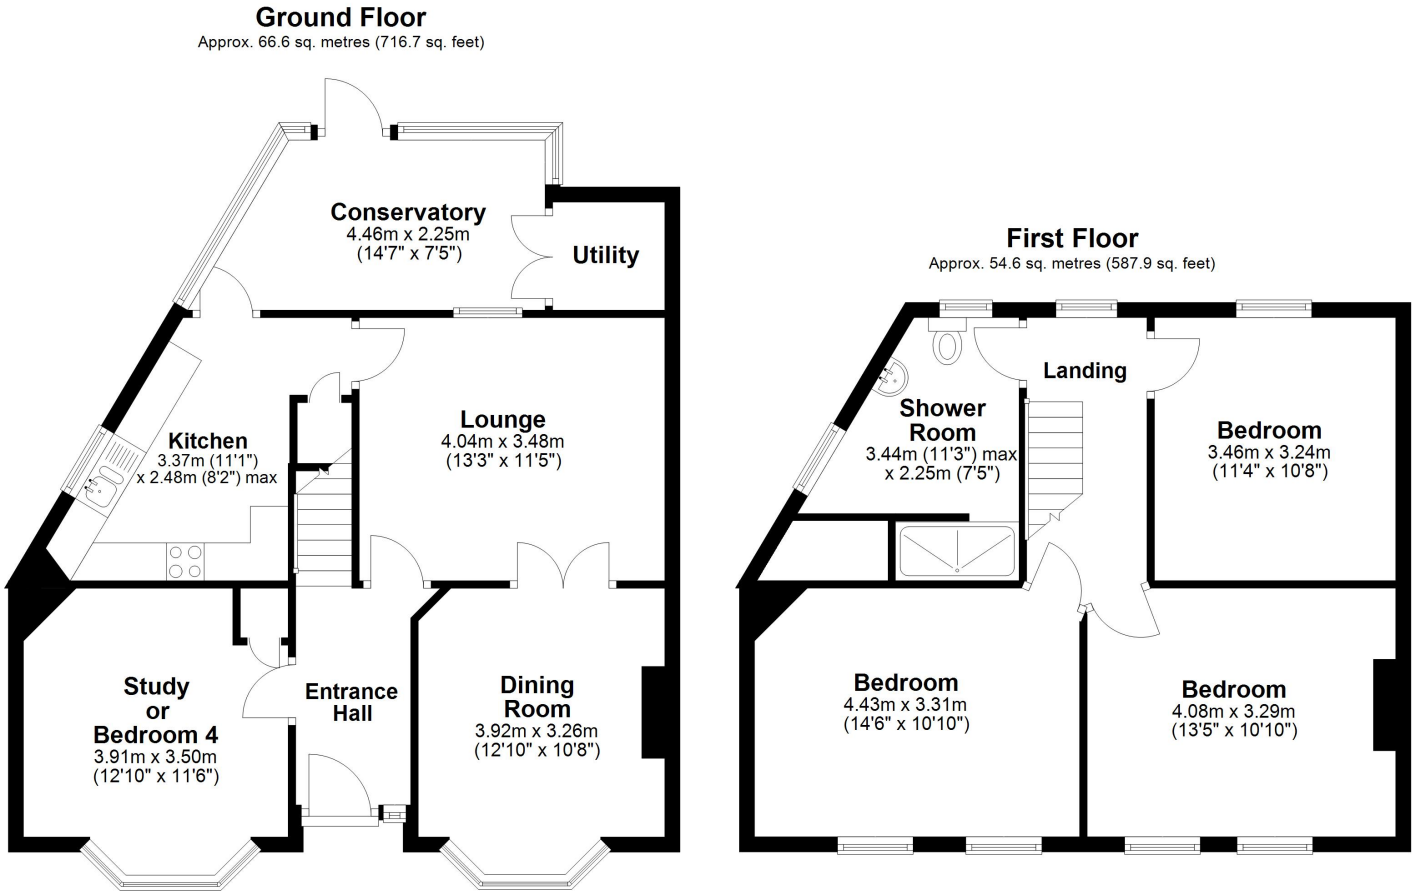 Ground Floor
Approx. 66.6 sq. metres (716.7 sq. feet)
Conservatory
4.46m x 2.25m
(14'7" x 7'5")
Utility
Lounge
4.04m x 3.48m
(13'3" x 11'5")
Kitchen
3.37m (11'1")
x 2.48m (8'2") max
Study
or
Bedroom 4
3.91m x 3.50m
(12'10" x 11'6")
Entrance
Hall
Dining
Room
3.92m x 3.26m
(12'10" x 10'8")
First Floor
Approx. 54.6 sq. metres (587.9 sq. feet)
Landing
Shower
Room
3.44m (11'3") max
x 2.25m (7'5")
Bedroom
3.46m x 3.24m
(11'4" x 10'8")
Bedroom
4.43m x 3.31m
(14'6" x 10'10")
Bedroom
4.08m x 3.29m
(13'5" x 10'10")